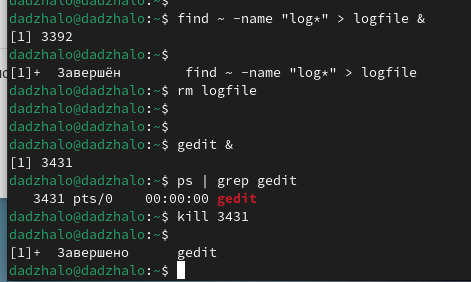 dadzhalo@dadzhalo:~$ find ~ -name "log*" > logfile &
[1] 3392
dadzhalo@dadzhalo:~$
[1]+  Завершён        find ~ -name "log*" > logfile
dadzhalo@dadzhalo:~$ rm logfile
dadzhalo@dadzhalo:~$
dadzhalo@dadzhalo:~$
dadzhalo@dadzhalo:~$ gedit &
[1] 3431
dadzhalo@dadzhalo:~$ ps | grep gedit
   3431 pts/0    00:00:00 gedit
dadzhalo@dadzhalo:~$ kill 3431
dadzhalo@dadzhalo:~$
[1]+  Завершено      gedit
dadzhalo@dadzhalo:~$